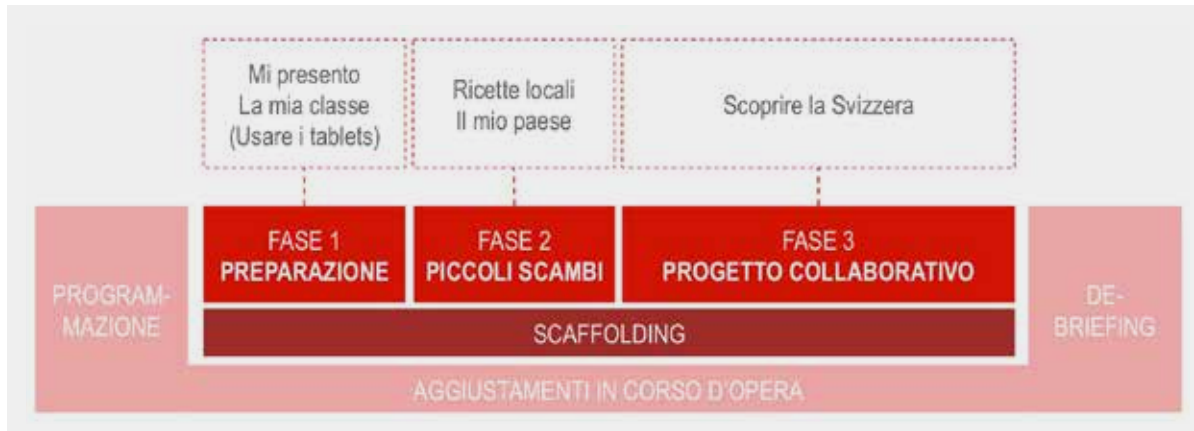 Mi presento
La mia classe
(Usare i tablets)
Ricette locali
Il mio paese
Scoprire la Svizzera
PROGRAM-
MAZIONE
FASE 1
PREPARAZIONE
FASE 2
PICCOLI SCAMBI
FASE 3
PROGETTO COLLABORATIVO
DE-
BRIEFING
SCAFFOLDING
AGGIUSTAMENTI IN CORSO D'OPERA